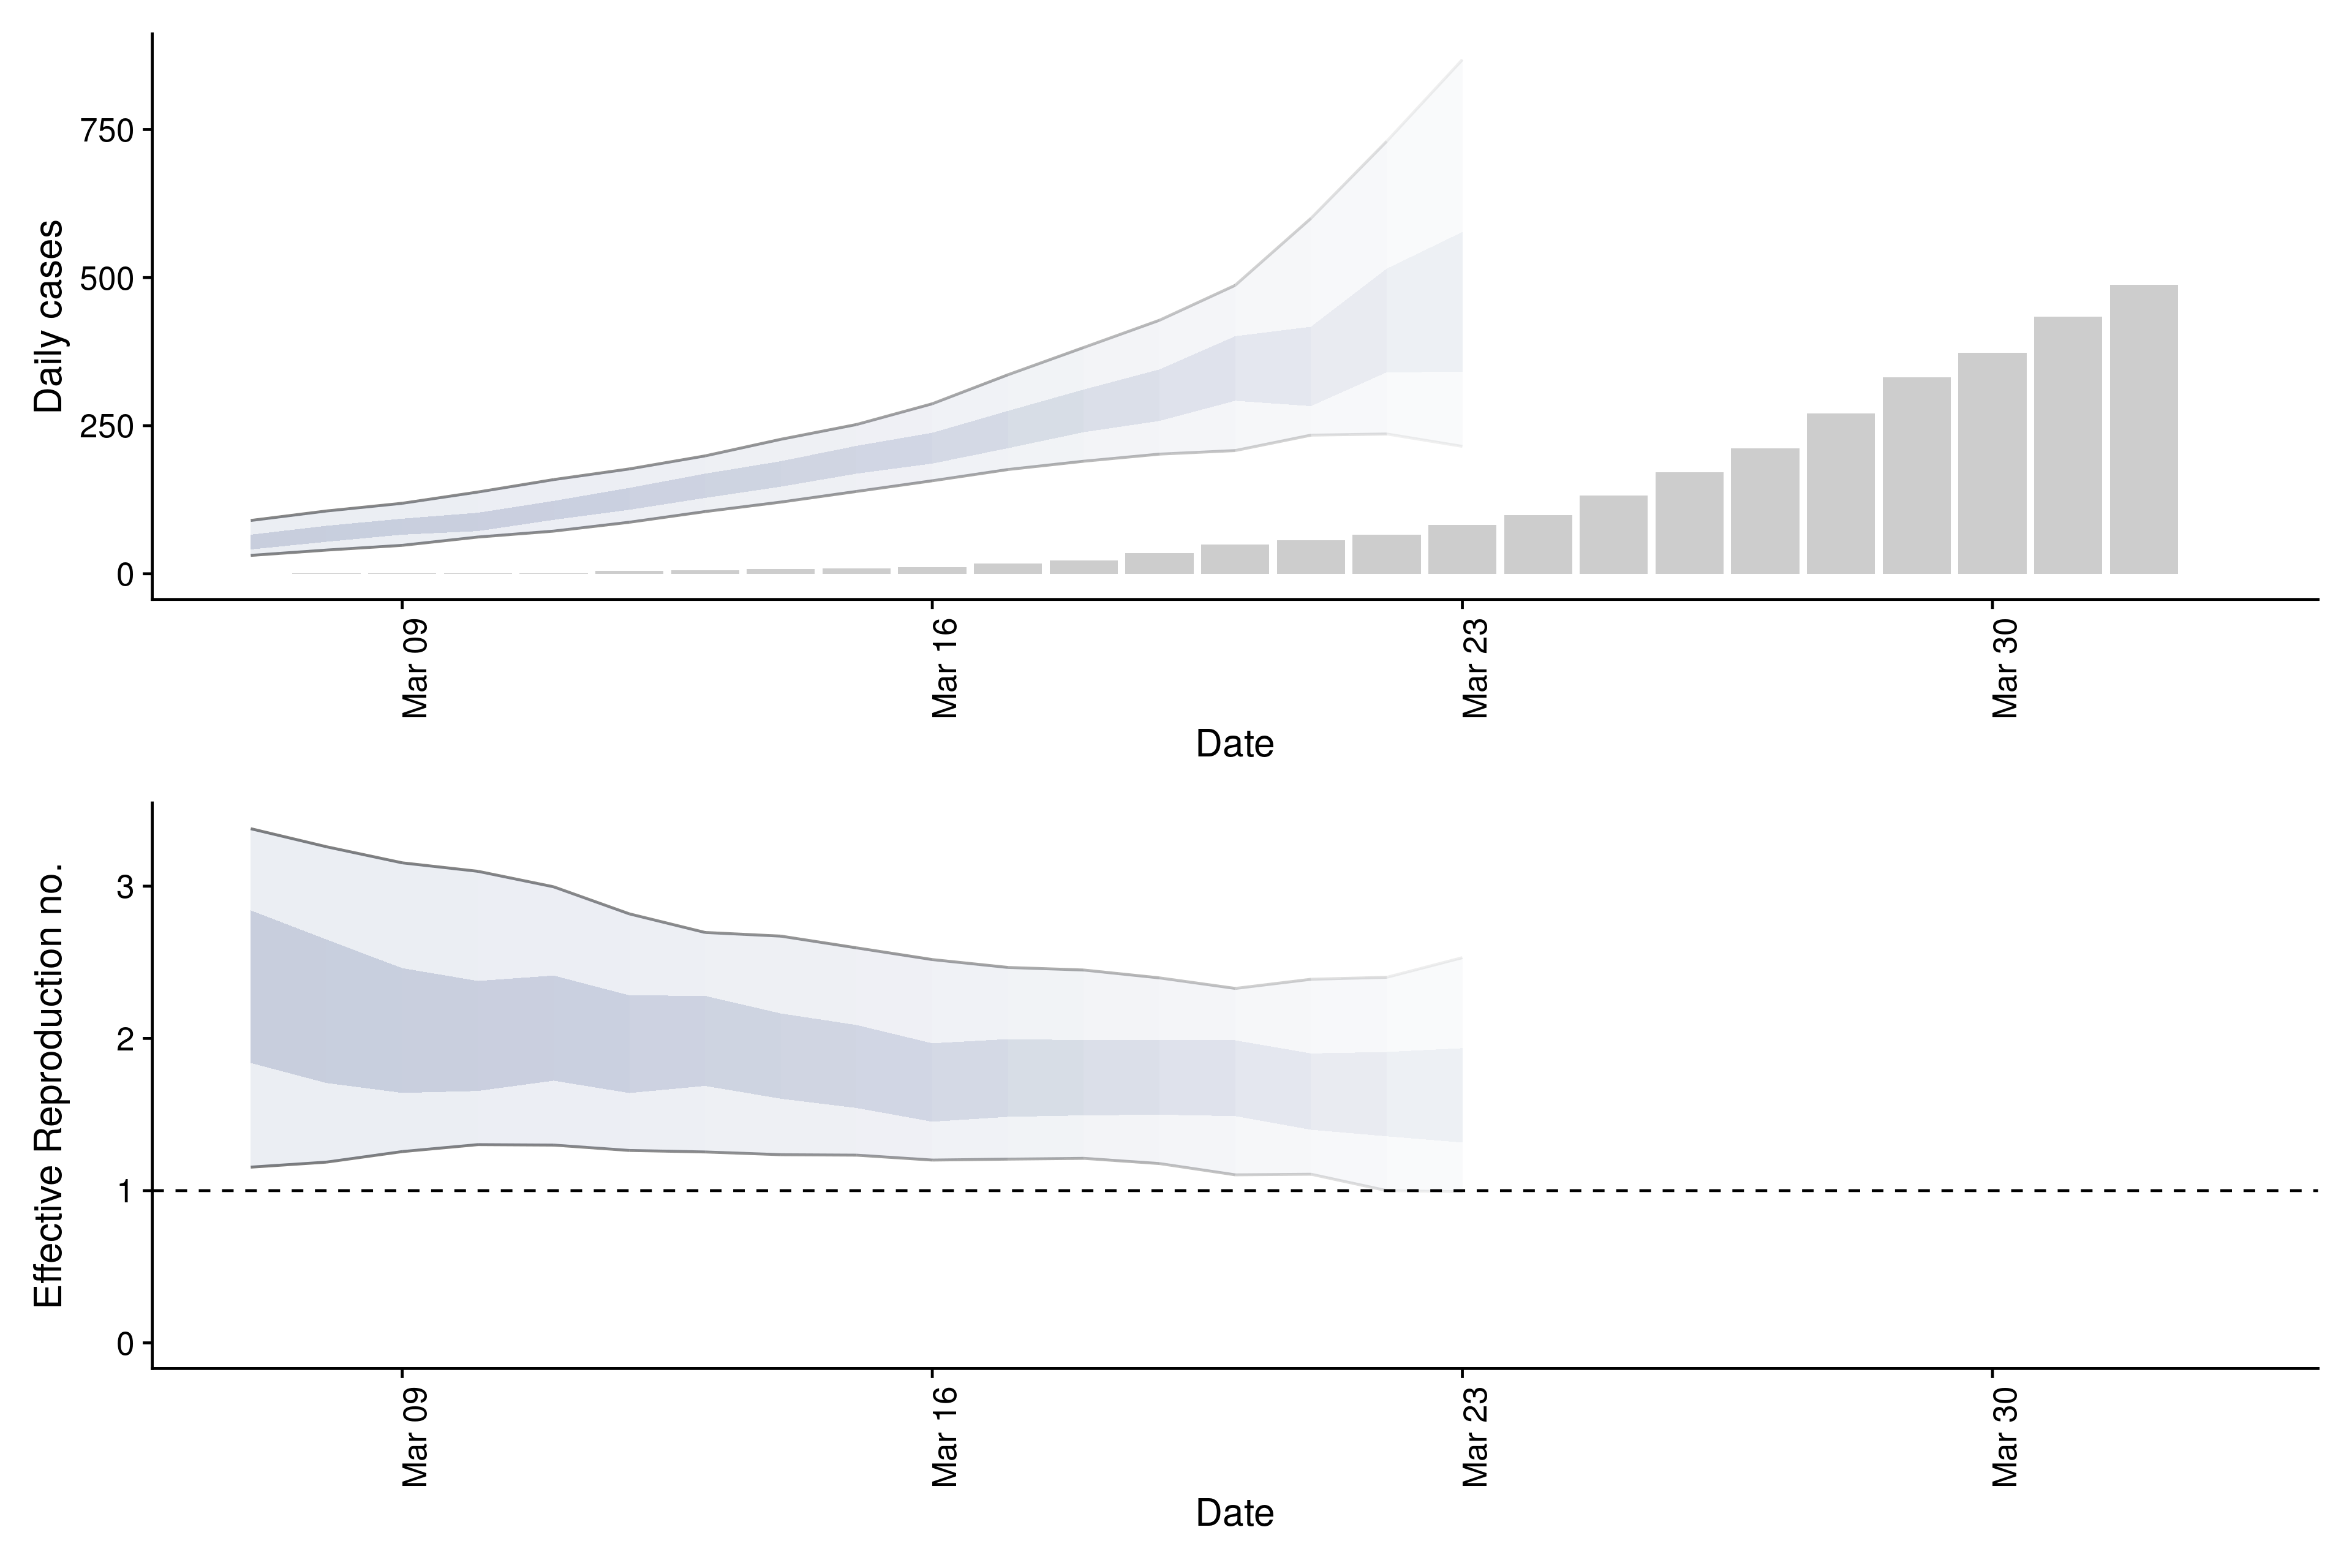 Daily cases
750
500
250
0
Mar 09
Mar 16
Mar 23
Mar 30
Date
Effective Reproduction no.
3
2
1
0
Mar 09
Mar 16
Mar 23
Mar 30
Date